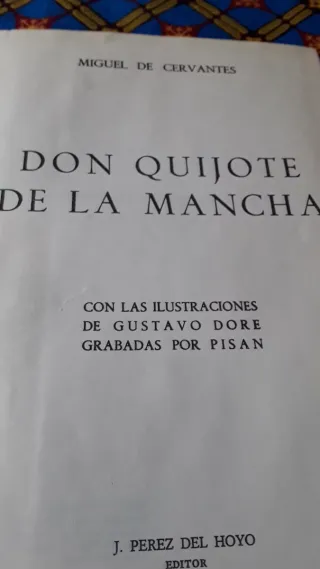 MIGUEL DE CERVANTES
DON QUIJOTE
DE LA MANCHA
CON LAS ILUSTRACIONES
DE GUSTAVO DORE
GRABADAS POR PISAN
J. PEREZ DEL HOYO
EDITOR